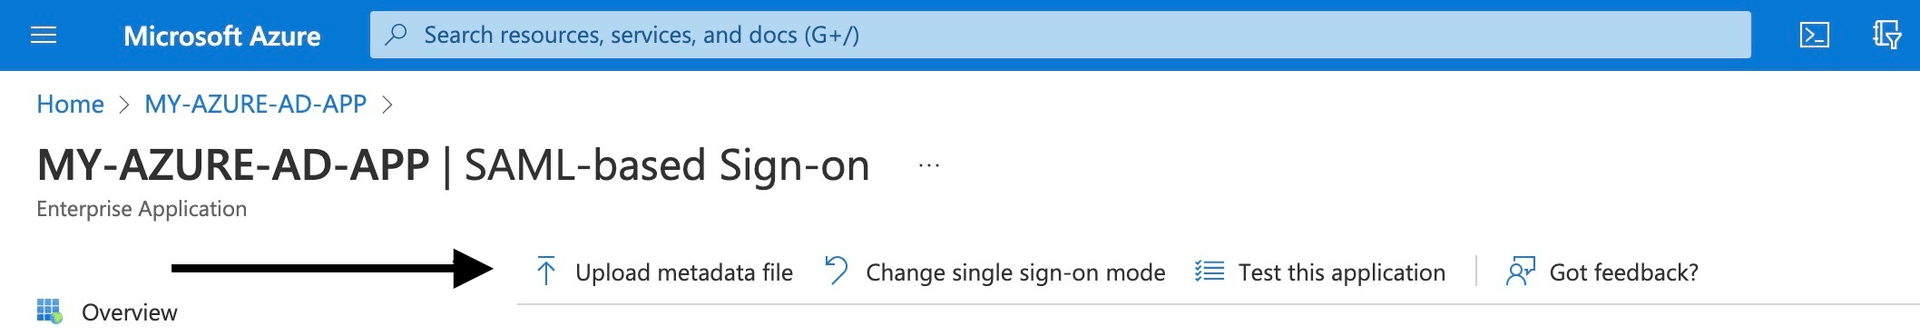 Microsoft Azure
Search resources, services, and docs (G+/)
Home > MY-AZURE-AD-APP >
MY-AZURE-AD-APP | SAML-based Sign-on ...
Enterprise Application
Upload metadata file Change single sign-on mode Test this application Got feedback?
Overview